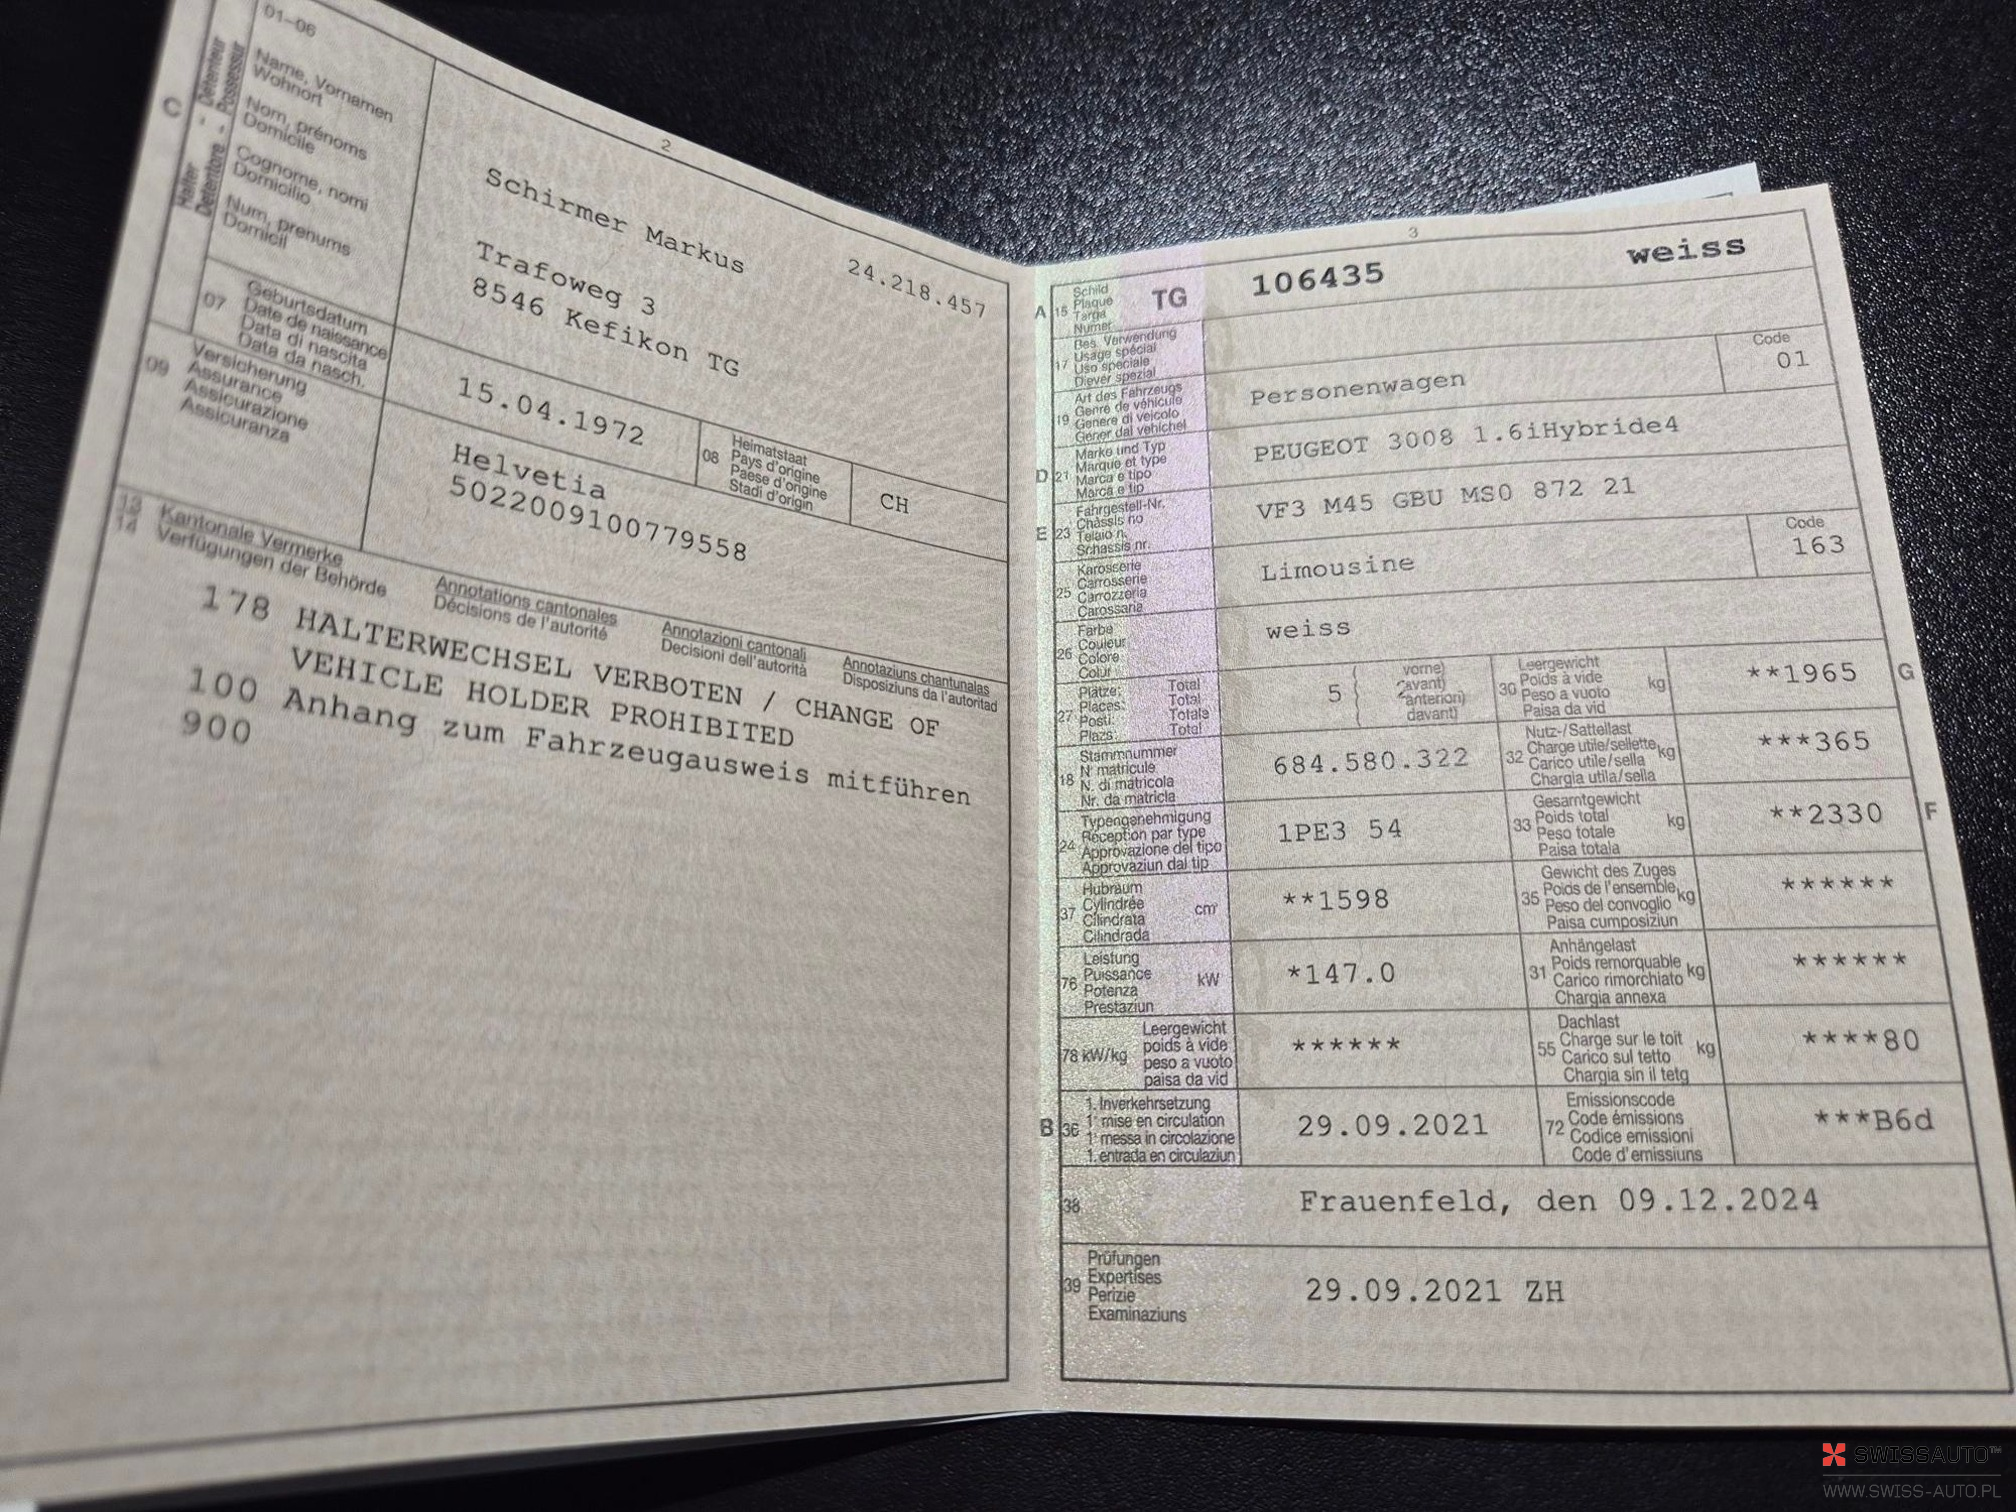 2
C
Halter - Détenteur
Detentore - Possessur
01-06
Name, Vornamen
Wohnort
Nom, prénoms
Domicile
Cognome, nomi
Domicilio
Num, prenums
Domicil
Schirmer Markus
24.218.457
Trafoweg 3
8546 Kefikon TG
07
Geburtsdatum
Date de naissance
Data di nascita
Data da nasch.
15.04.1972
08
Heimatstaat
Pays d'origine
Paese d'origine
Stadi d'origin
CH
09
Versicherung
Assurance
Assicurazione
Assicuranza
Helvetia
5022009100779558
13
14
Kantonale Vermerke
Verfügungen der Behörde
Annotations cantonales
Décisions de l'autorité
Annotazioni cantonali
Decisioni dell'autorità
Annotaziuns chantunalas
Disposiziuns da l'autoritad
178 HALTERWECHSEL VERBOTEN / CHANGE OF
VEHICLE HOLDER PROHIBITED
100 Anhang zum Fahrzeugausweis mitführen
900
3
A 15
Schild
Plaque
Targa
Numer
TG
106435
weiss
17
Bes. Verwendung
Usage spécial
Uso speciale
Diever spezial
19
Art des Fahrzeugs
Genre de véhicule
Genere di veicolo
Gener dal vehichel
Personenwagen
Code
01
D 21
Marke und Typ
Marque et type
Marca e tipo
Marca e tip
PEUGEOT 3008 1.6iHybride4
E 23
Fahrgestell-Nr.
Châssis no
Telaio n.
Schassis nr.
VF3 M45 GBU MS0 872 21
25
Karosserie
Carrosserie
Carrozzeria
Carossaria
Limousine
Code
163
26
Farbe
Couleur
Colore
Colur
weiss
27
Plätze: Total
Places: Total
Posti: Totale
Plazs: Total
5
vorne)
avant)
anteriori)
davant)
30
Leergewicht
Poids à vide
Peso a vuoto
Paisa da vid
kg
**1965
G
18
Stammnummer
N° matricule
N. di matricola
Nr. da matricla
684.580.322
32
Nutz-/Sattellast
Charge utile/sellette
Carico utile/sella
Chargia utila/sella
kg
***365
24
Typengenehmigung
Réception par type
Approvazione del tipo
Approvaziun dal tip
1PE3 54
33
Gesamtgewicht
Poids total
Peso totale
Paisa totala
kg
**2330
F
37
Hubraum
Cylindrée
Cilindrata
Cilindrada
cm³
**1598
35
Gewicht des Zuges
Poids de l'ensemble
Peso del convoglio
Paisa cumposiziun
kg
******
76
Leistung
Puissance
Potenza
Prestaziun
kW
*147.0
31
Anhängelast
Poids remorquable
Carico rimorchiato
Chargia annexa
kg
******
78 kW/kg
Leergewicht
poids à vide
peso a vuoto
paisa da vid
******
55
Dachlast
Charge sur le toit
Carico sul tetto
Chargia sin il tetg
kg
****80
B 36
1. Inverkehrsetzung
1re mise en circulation
1a messa in circolazione
1. entrada en circulaziun
29.09.2021
72
Emissionscode
Code émissions
Codice emissioni
Code d'emissiuns
***B6d
38
Frauenfeld, den 09.12.2024
39
Prüfungen
Expertises
Perizie
Examinaziuns
29.09.2021 ZH
SWISSAUTO™
WWW.SWISS-AUTO.PL